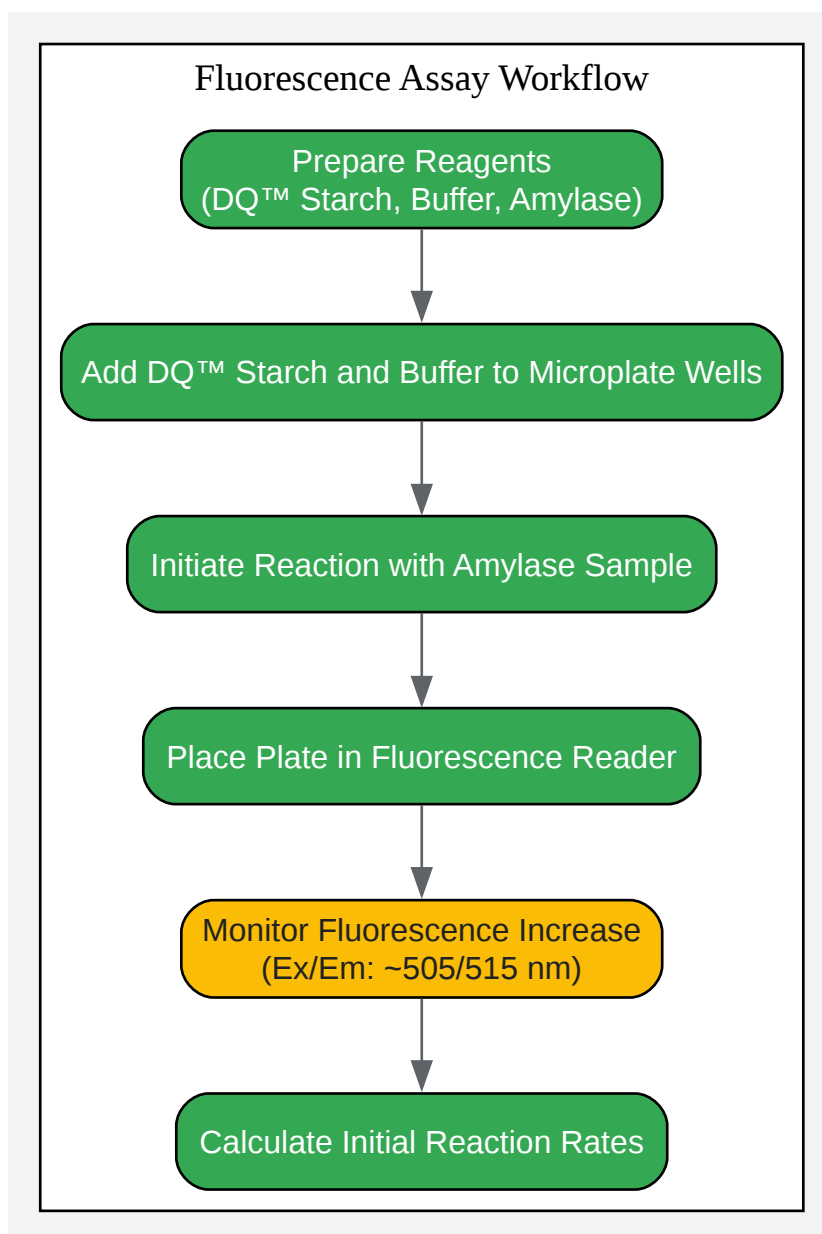 Fluorescence Assay Workflow
Prepare Reagents
(DQ™ Starch, Buffer, Amylase)
Add DQ™ Starch and Buffer to Microplate Wells
Initiate Reaction with Amylase Sample
Place Plate in Fluorescence Reader
Monitor Fluorescence Increase
(Ex/Em: ~505/515 nm)
Calculate Initial Reaction Rates